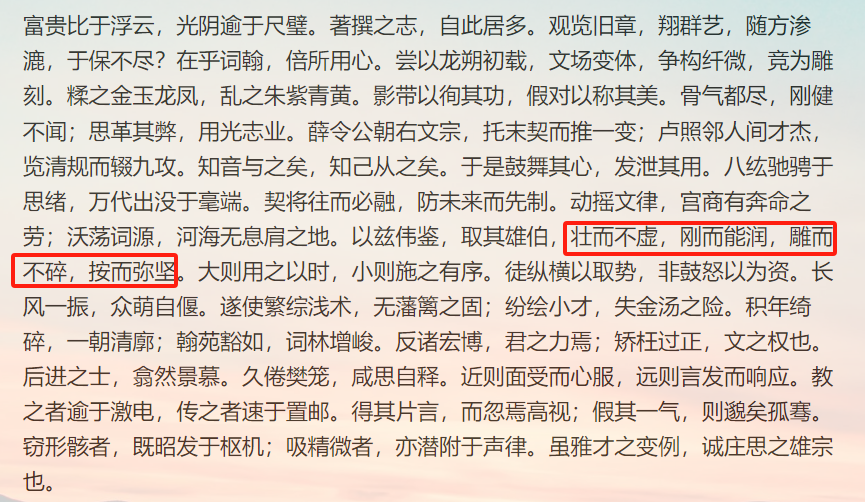 富贵比于浮云，光阴逾于尺璧。著撰之志，自此居多。观览旧章，翔群艺，随方渗
漉，于保不尽？在乎词翰，倍所用心。尝以龙朔初载，文场变体，争构纤微，竞为雕
刻。糅之金玉龙凤，乱之朱紫青黄。影带以徇其功，假对以称其美。骨气都尽，刚健
不闻；思革其弊，用光志业。薛令公朝右文宗，托末契而推一变；卢照邻人间才杰，
览清规而辍九攻。知音与之矣，知己从之矣。于是鼓舞其心，发泄其用。八纮驰骋于
思绪，万代出没于毫端。契将往而必融，防未来而先制。动摇文律，宫商有奔命之
劳；沃荡词源，河海无息肩之地。以兹伟鉴，取其雄伯，壮而不虚，刚而能润，雕而
不碎，按而弥坚。大则用之以时，小则施之有序。徒纵横以取势，非鼓怒以为资。长
风一振，众萌自偃。遂使繁综浅术，无藩篱之固；纷绘小才，失金汤之险。积年绮
碎，一朝清廓；翰苑豁如，词林增峻。反诸宏博，君之力焉；矫枉过正，文之权也。
后进之士，翕然景慕。久倦樊笼，咸思自释。近则面受而心服，远则言发而响应。教
之者逾于激电，传之者速于置邮。得其片言，而忽焉高视；假其一气，则邈矣孤骞。
窃形骸者，既昭发于枢机；吸精微者，亦潜附于声律。虽雅才之变例，诚庄思之雄宗
也。